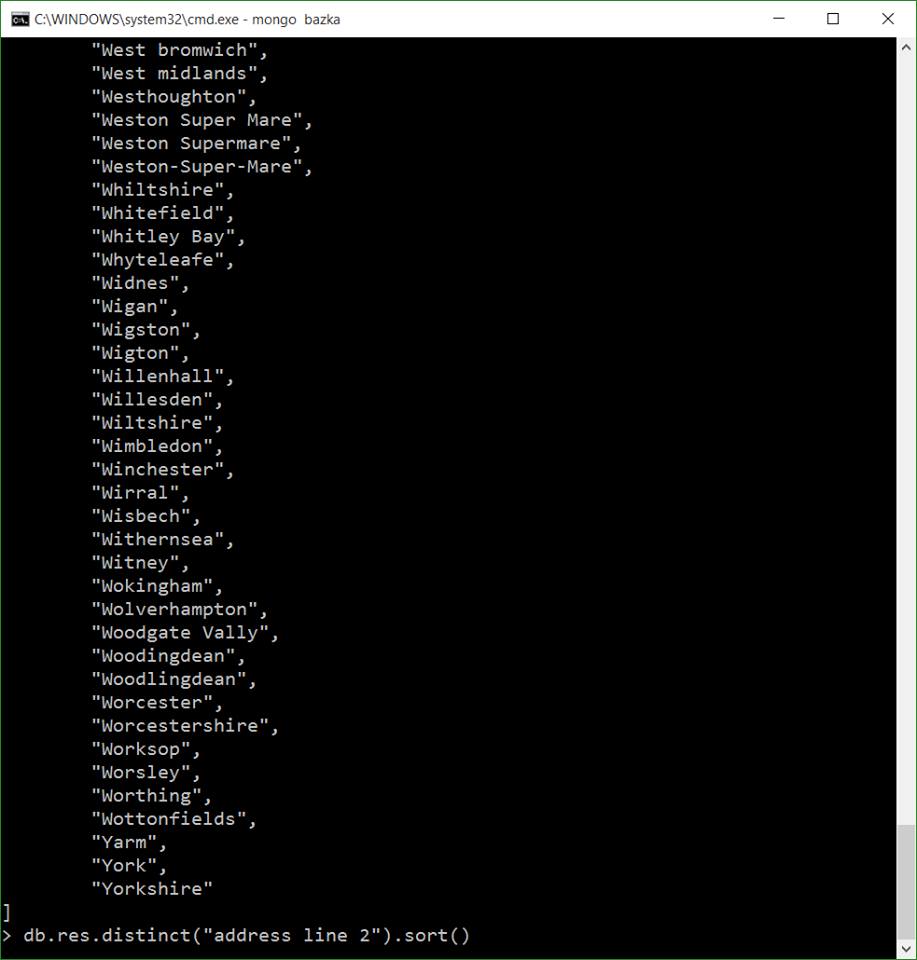 C:\WINDOWS\system32\cmd.exe - mongo  bazka
"West bromwich",
"West midlands",
"Westhoughton",
"Weston Super Mare",
"Weston Supermare",
"Weston-Super-Mare",
"Whiltshire",
"Whitefield",
"Whitley Bay",
"Whyteleafe",
"Widnes",
"Wigan",
"Wigston",
"Wigton",
"Willenhall",
"Willesden",
"Wiltshire",
"Wimbledon",
"Winchester",
"Wirral",
"Wisbech",
"Withernsea",
"Witney",
"Wokingham",
"Wolverhampton",
"Woodgate Vally",
"Woodingdean",
"Woodlingdean",
"Worcester",
"Worcestershire",
"Worksop",
"Worsley",
"Worthing",
"Wottonfields",
"Yarm",
"York",
"Yorkshire"
]
> db.res.distinct("address line 2").sort()